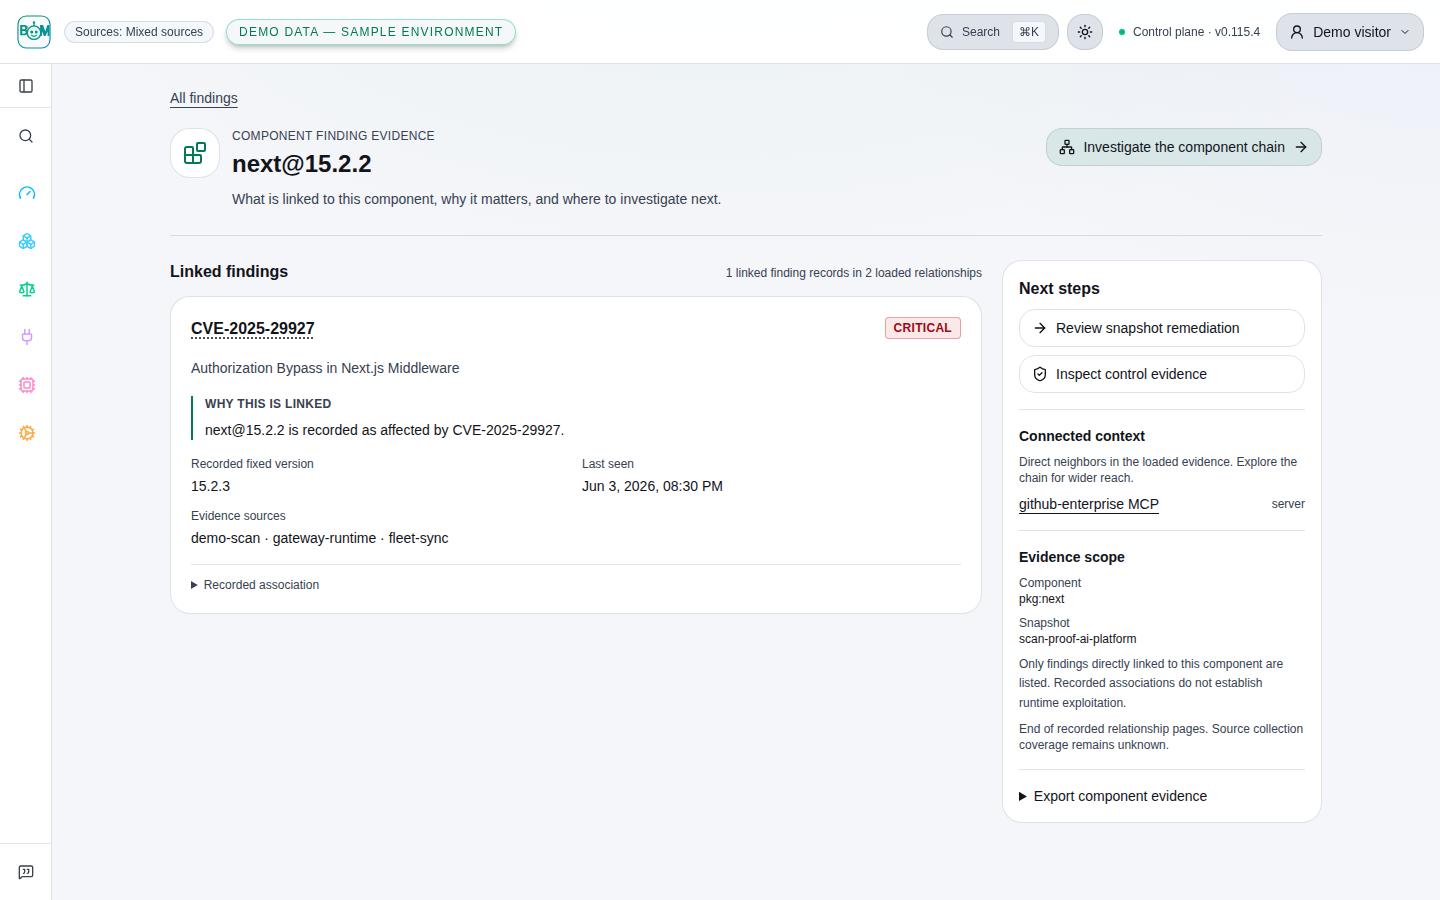 BOM
Sources: Mixed sources
DEMO DATA — SAMPLE ENVIRONMENT
Search ⌘K
Control plane · v0.115.4
Demo visitor
All findings
COMPONENT FINDING EVIDENCE
next@15.2.2
What is linked to this component, why it matters, and where to investigate next.
Investigate the component chain
Linked findings
1 linked finding records in 2 loaded relationships
CVE-2025-29927
CRITICAL
Authorization Bypass in Next.js Middleware
WHY THIS IS LINKED
next@15.2.2 is recorded as affected by CVE-2025-29927.
Recorded fixed version
15.2.3
Last seen
Jun 3, 2026, 08:30 PM
Evidence sources
demo-scan · gateway-runtime · fleet-sync
Recorded association
Next steps
Review snapshot remediation
Inspect control evidence
Connected context
Direct neighbors in the loaded evidence. Explore the
chain for wider reach.
github-enterprise MCP
server
Evidence scope
Component
pkg:next
Snapshot
scan-proof-ai-platform
Only findings directly linked to this component are
listed. Recorded associations do not establish
runtime exploitation.
End of recorded relationship pages. Source collection
coverage remains unknown.
Export component evidence